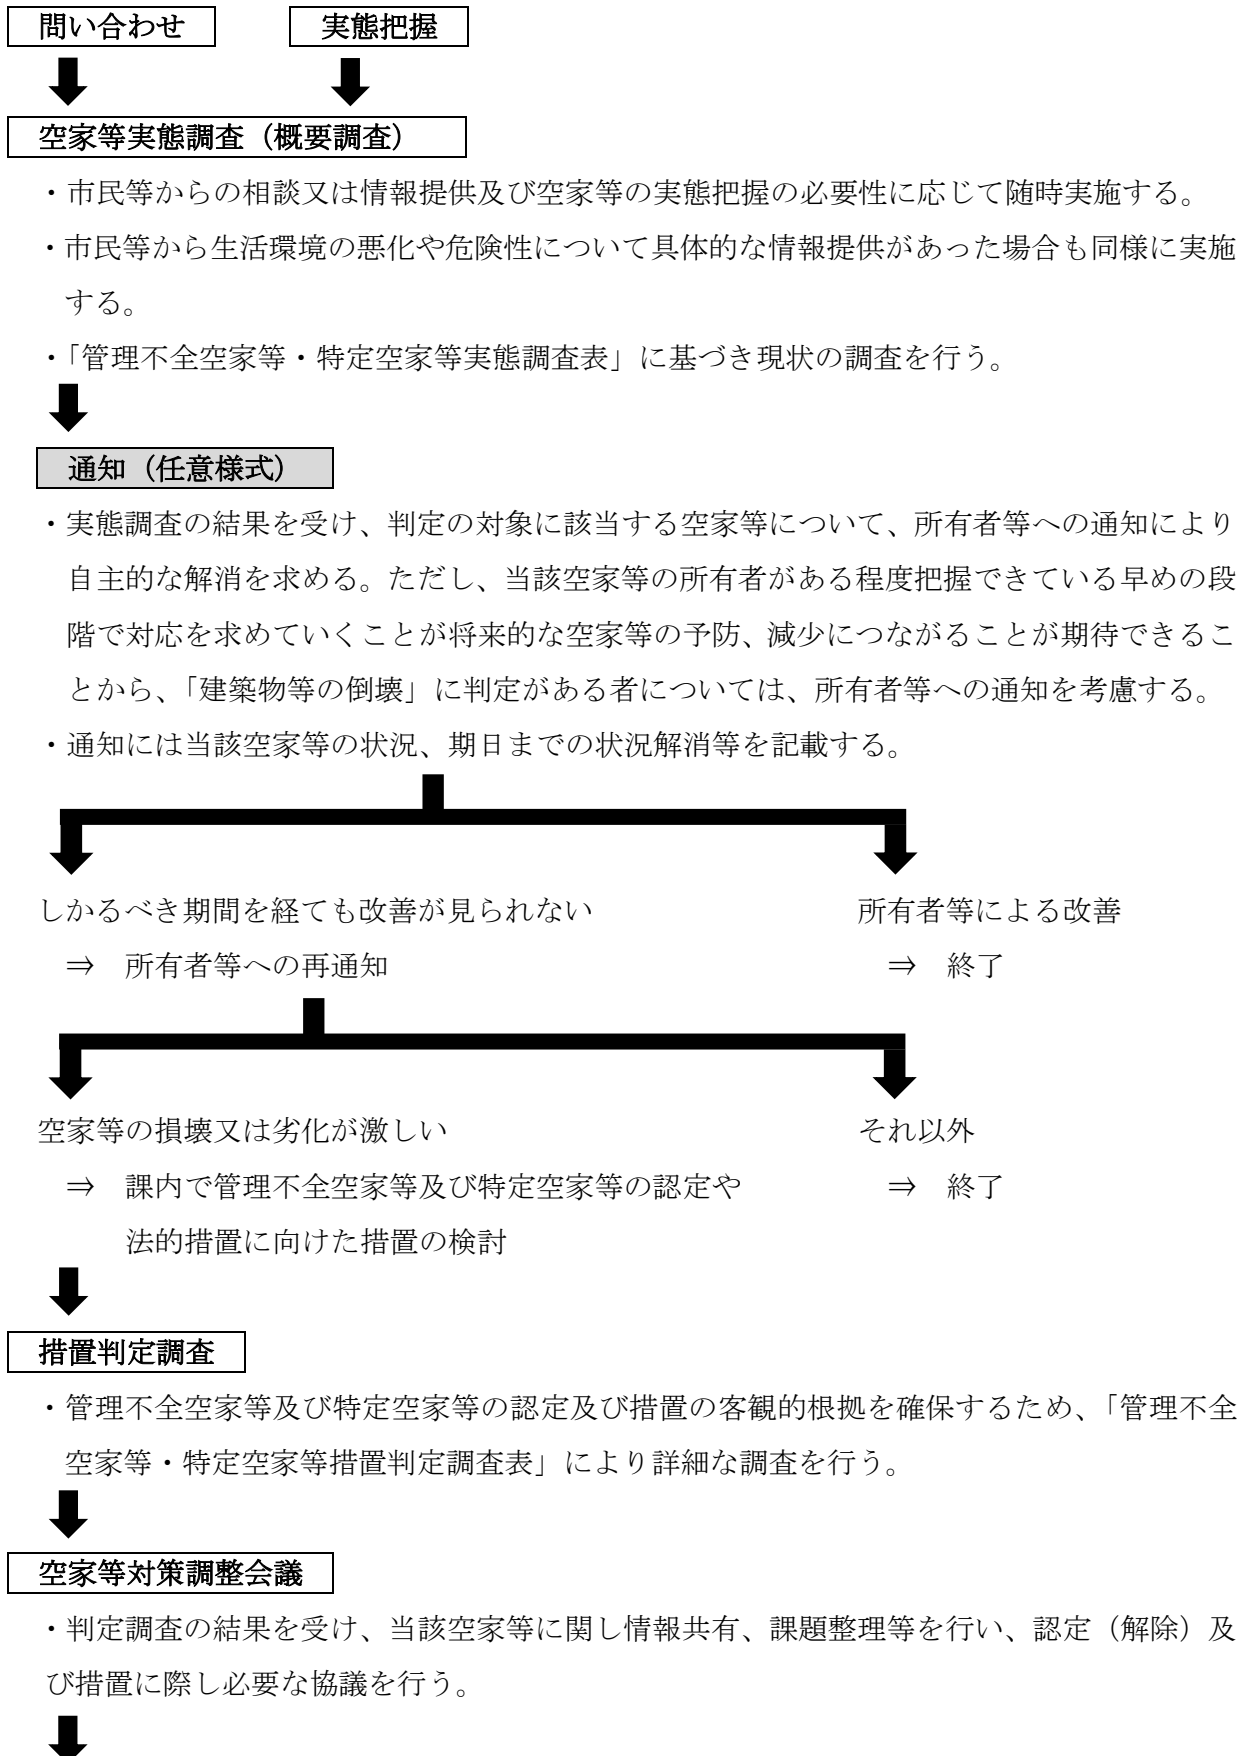 問い合わせ 実態把握
空家等実態調査（概要調査）
・市民等からの相談又は情報提供及び空家等の実態把握の必要性に応じて随時実施する。
・市民等から生活環境の悪化や危険性について具体的な情報提供があった場合も同様に実施
する。
・「管理不全空家等・特定空家等実態調査表」に基づき現状の調査を行う。
通知（任意様式）
・実態調査の結果を受け、判定の対象に該当する空家等について、所有者等への通知により
自主的な解消を求める。ただし、当該空家等の所有者がある程度把握できている早めの段
階で対応を求めていくことが将来的な空家等の予防、減少につながることが期待できるこ
とから、「建築物等の倒壊」に判定がある者については、所有者等への通知を考慮する。
・通知には当該空家等の状況、期日までの状況解消等を記載する。
しかるべき期間を経ても改善が見られない 所有者等による改善
⇒ 所有者等への再通知 ⇒ 終了
空家等の損壊又は劣化が激しい それ以外
⇒ 課内で管理不全空家等及び特定空家等の認定や ⇒ 終了
法的措置に向けた措置の検討
措置判定調査
・管理不全空家等及び特定空家等の認定及び措置の客観的根拠を確保するため、「管理不全
空家等・特定空家等措置判定調査表」により詳細な調査を行う。
空家等対策調整会議
・判定調査の結果を受け、当該空家等に関し情報共有、課題整理等を行い、認定（解除）及
び措置に際し必要な協議を行う。